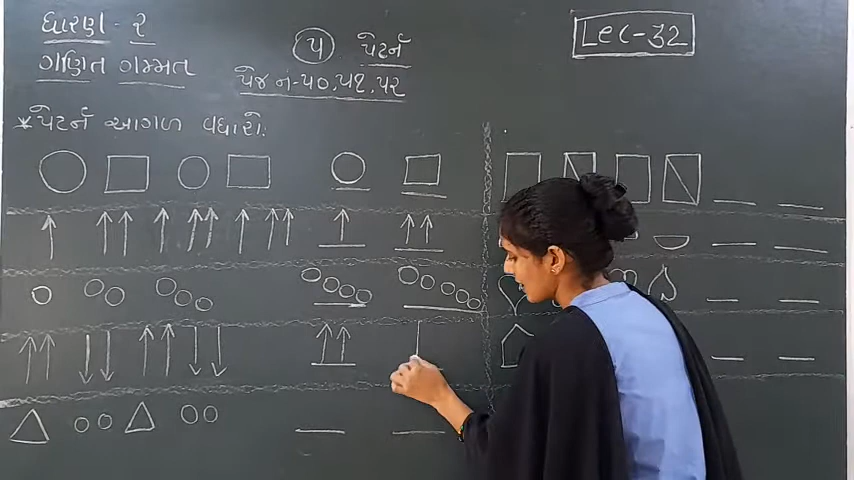 ધારણ - ૨
ગણિત ગમ્મત
૫ પેટર્ન
પેજ નં-૫૦,૫૧,૫૨
Lec-32
* પેટર્ન આગળ વધારો.